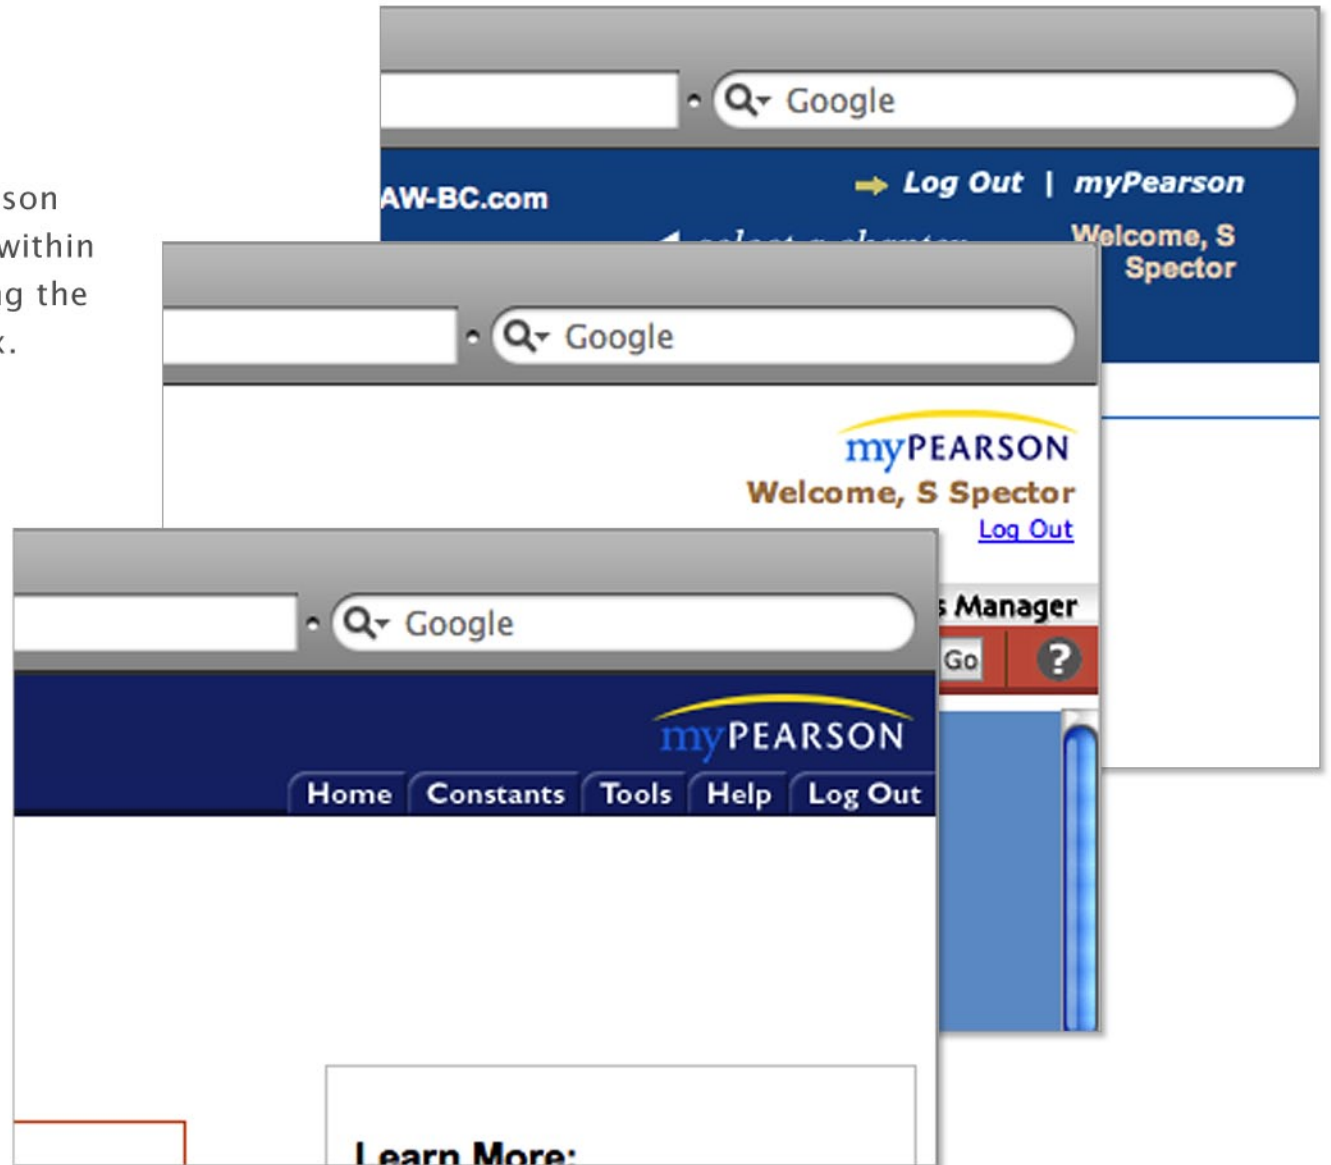 son
within
g the
x.
Google
AW-BC.com
Log Out | myPearson
Welcome, S
Spector
Google
myPEARSON
Welcome, S Spector
Log Out
s Manager
Go
?
Google
myPEARSON
Home Constants Tools Help Log Out
Learn More: